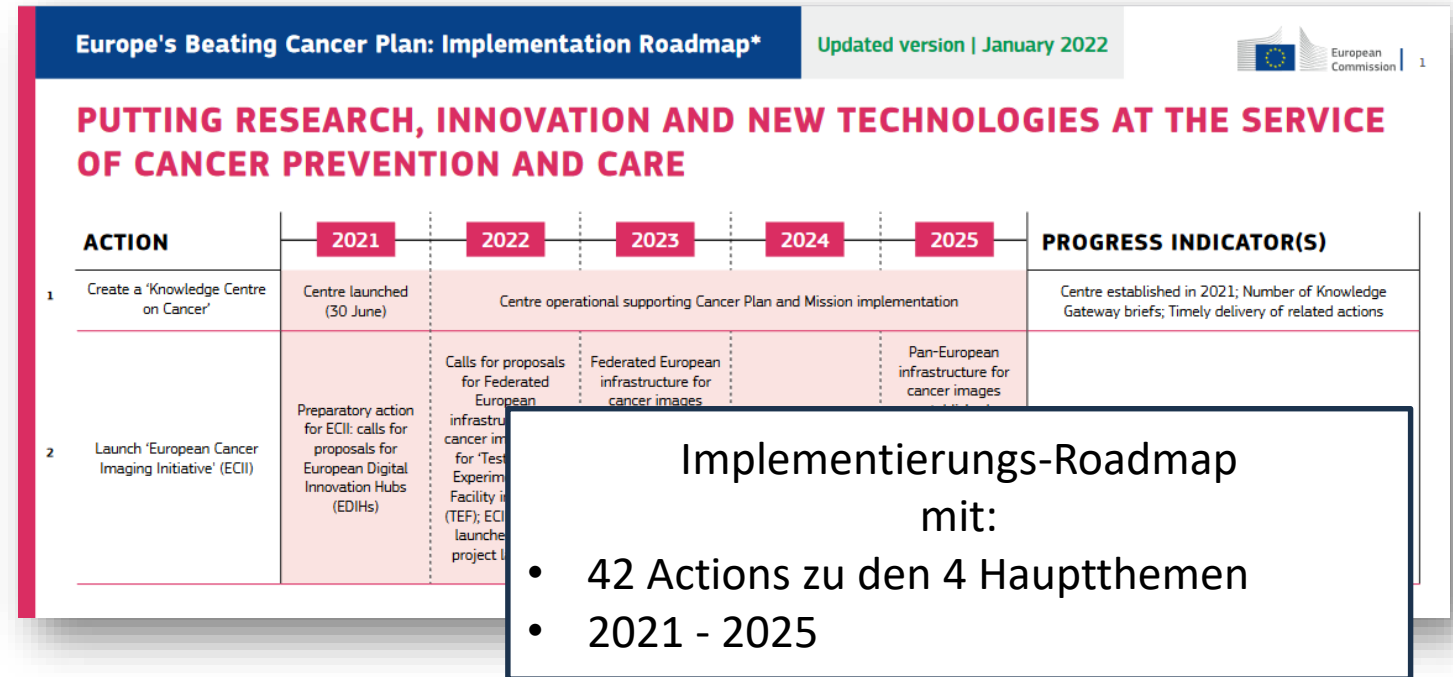 Europe's Beating Cancer Plan: Implementation Roadmap*
Updated version | January 2022
European
Commission
1
PUTTING RESEARCH, INNOVATION AND NEW TECHNOLOGIES AT THE SERVICE
OF CANCER PREVENTION AND CARE
ACTION
2021
2022
2023
2024
2025
PROGRESS INDICATOR(S)
1
Create a ‘Knowledge Centre
on Cancer’
Centre launched
(30 June)
Centre operational supporting Cancer Plan and Mission implementation
Centre established in 2021; Number of Knowledge
Gateway briefs; Timely delivery of related actions
2
Launch ‘European Cancer
Imaging Initiative’ (ECII)
Preparatory action
for ECII: calls for
proposals for
European Digital
Innovation Hubs
(EDIHs)
Calls for proposals
for Federated
European
cancer
for
Facility
(TEF);
project
Federated European
infrastructure for
cancer images
Pan-European
infrastructure for
cancer images
Implementierungs-Roadmap
mit:
• 42 Actions zu den 4 Hauptthemen
• 2021 - 2025